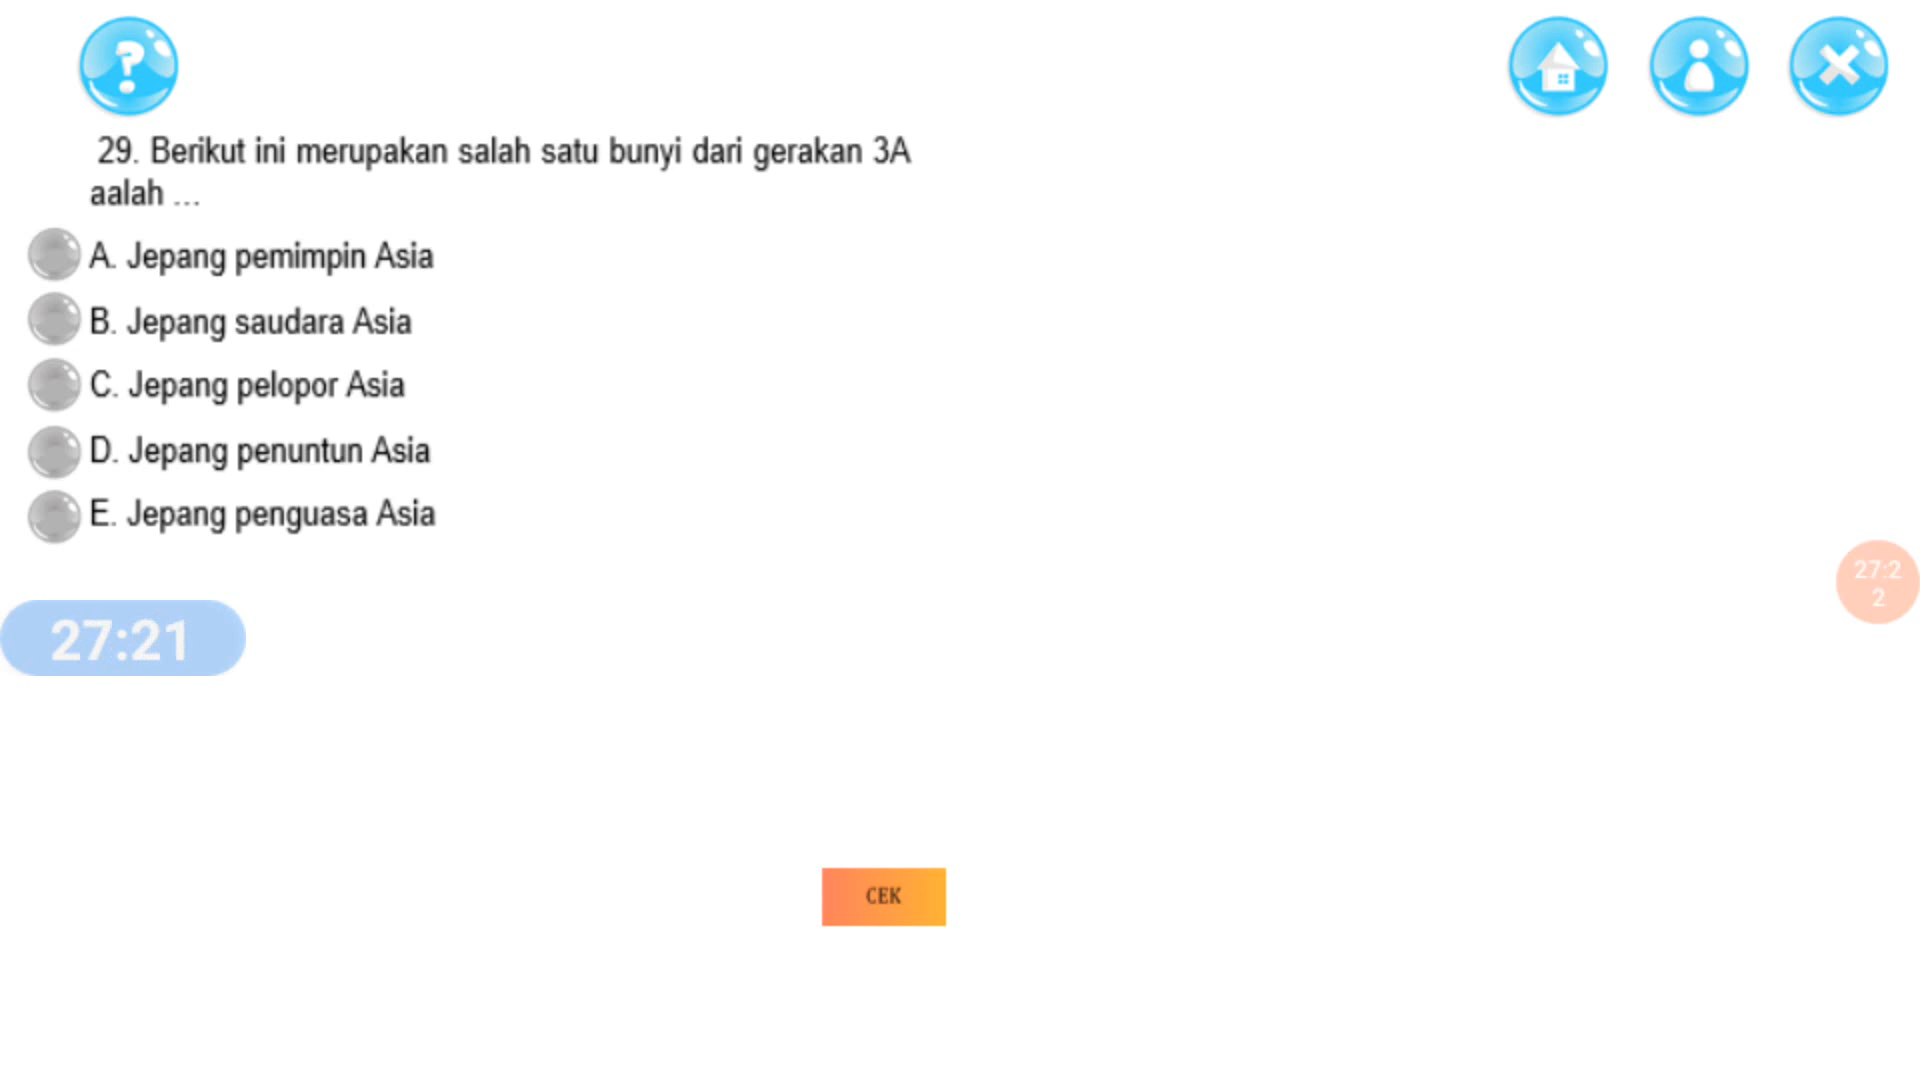 29. Berikut ini merupakan salah satu bunyi dari gerakan 3A
aalah ...
A. Jepang pemimpin Asia
B. Jepang saudara Asia
C. Jepang pelopor Asia
D. Jepang penuntun Asia
E. Jepang penguasa Asia
27:2
2
27:21
CEK